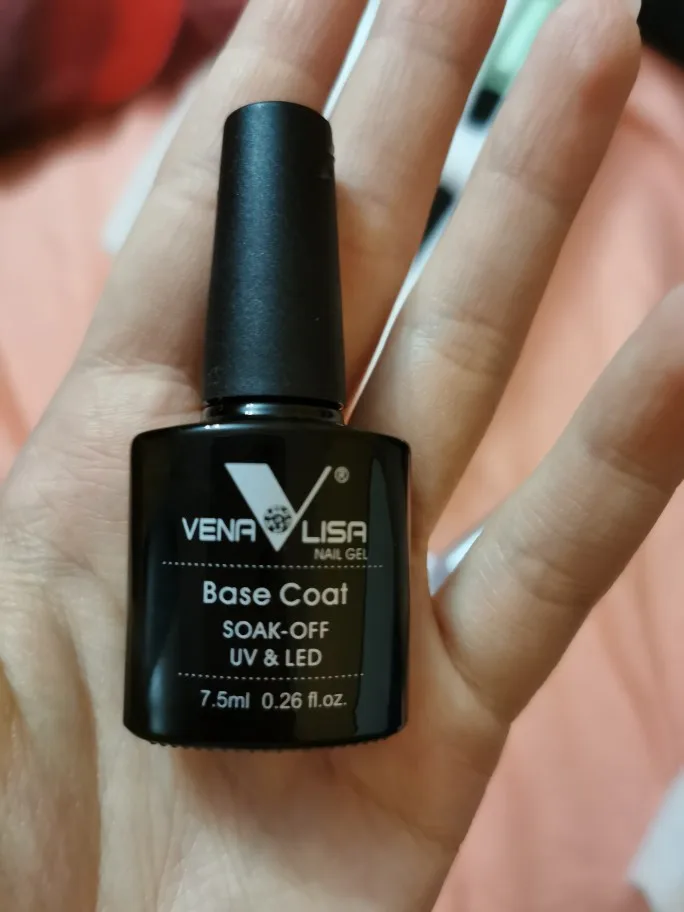 VENA LISA ®
NAIL GEL
Base Coat
SOAK-OFF
UV & LED
7.5ml 0.26 fl.oz.